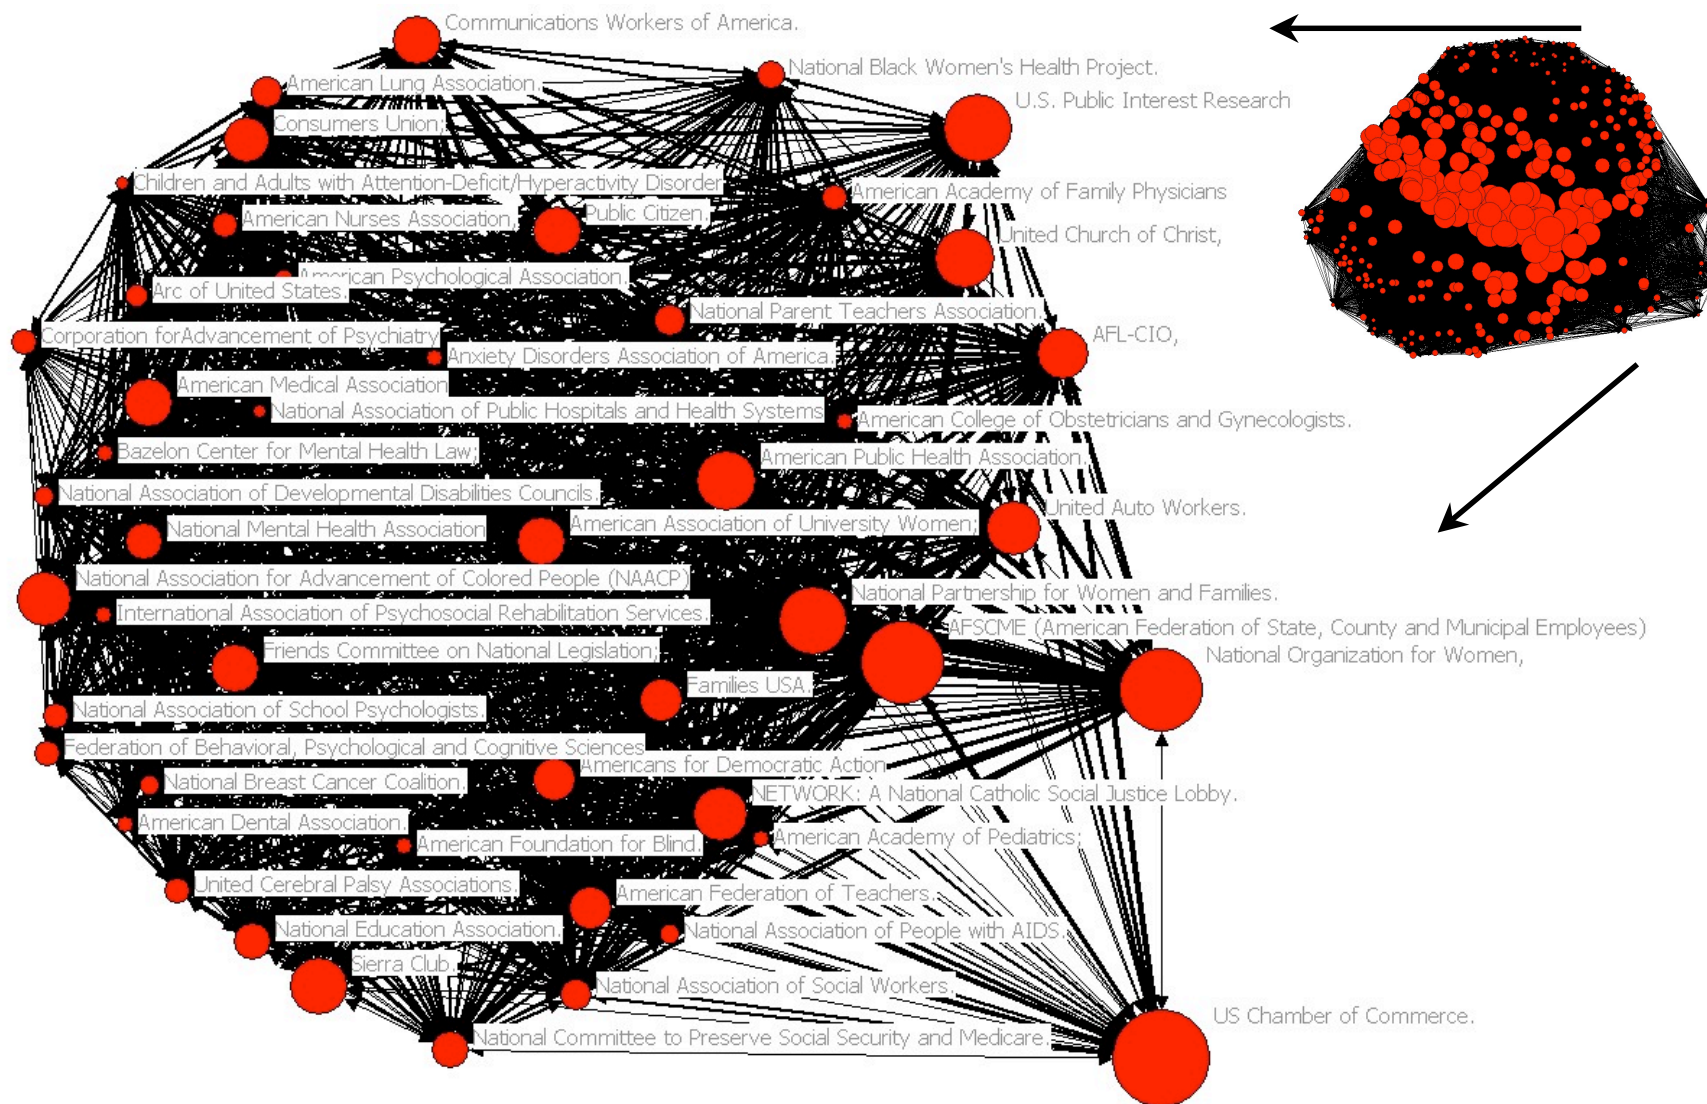 Communications Workers of America.
National Black Women's Health Project.
American Lung Association.
U.S. Public Interest Research
Consumers Union;
Children and Adults with Attention-Deficit/Hyperactivity Disorder
American Academy of Family Physicians
American Nurses Association,
Public Citizen.
United Church of Christ,
American Psychological Association.
Arc of United States.
National Parent Teachers Association.
Corporation forAdvancement of Psychiatry
AFL-CIO,
Anxiety Disorders Association of America.
American Medical Association
National Association of Public Hospitals and Health Systems
American College of Obstetricians and Gynecologists.
Bazelon Center for Mental Health Law;
American Public Health Association.
National Association of Developmental Disabilities Councils.
United Auto Workers.
National Mental Health Association
American Association of University Women;
National Association for Advancement of Colored People (NAACP)
National Partnership for Women and Families.
International Association of Psychosocial Rehabilitation Services.
AFSCME (American Federation of State, County and Municipal Employees)
Friends Committee on National Legislation;
National Organization for Women,
Families USA.
National Association of School Psychologists.
Federation of Behavioral, Psychological and Cognitive Sciences
Americans for Democratic Action
National Breast Cancer Coalition.
NETWORK: A National Catholic Social Justice Lobby.
American Dental Association.
American Foundation for Blind.
American Academy of Pediatrics;
United Cerebral Palsy Associations.
American Federation of Teachers.
National Education Association.
National Association of People with AIDS.
Sierra Club.
National Association of Social Workers.
US Chamber of Commerce.
National Committee to Preserve Social Security and Medicare.